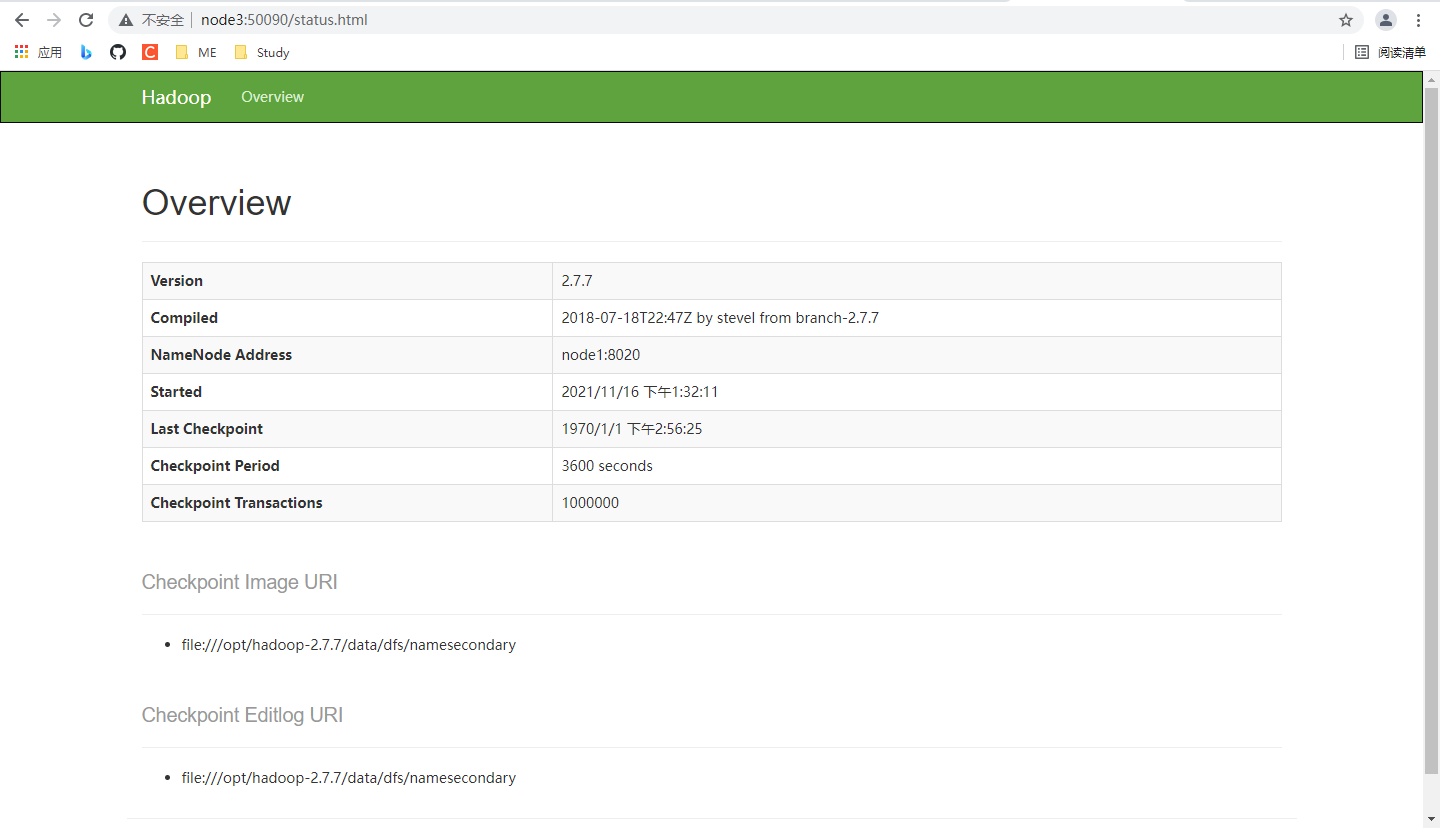 不安全 node3:50090/status.html
应用 ME Study 阅读清单
Hadoop Overview
Overview
Version 2.7.7
Compiled 2018-07-18T22:47Z by stevel from branch-2.7.7
NameNode Address node1:8020
Started 2021/11/16 下午1:32:11
Last Checkpoint 1970/1/1 下午2:56:25
Checkpoint Period 3600 seconds
Checkpoint Transactions 1000000
Checkpoint Image URI
file:///opt/hadoop-2.7.7/data/dfs/namesecondary
Checkpoint Editlog URI
file:///opt/hadoop-2.7.7/data/dfs/namesecondary